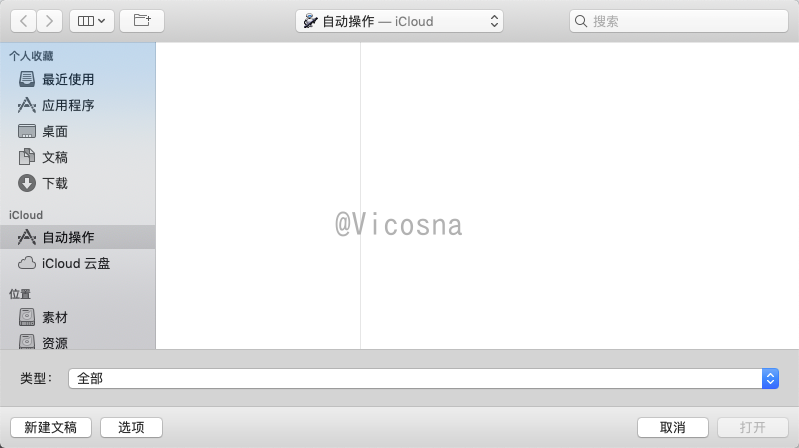 自动操作 — iCloud
搜索
个人收藏
最近使用
应用程序
桌面
文稿
下载
iCloud
自动操作
iCloud 云盘
位置
素材
资源
@Vicosna
类型：
全部
新建文稿
选项
取消
打开